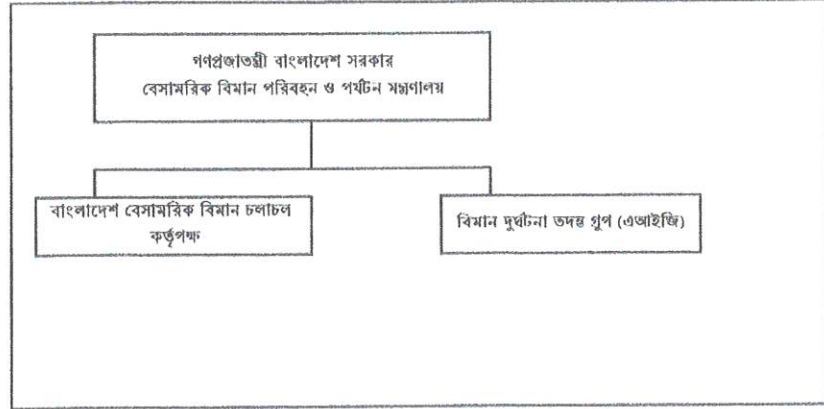 গণপ্রজাতন্ত্রী বাংলাদেশ সরকার
বেসামরিক বিমান পরিবহন ও পর্যটন মন্ত্রণালয়
বাংলাদেশ বেসামরিক বিমান চলাচল
কর্তৃপক্ষ
বিমান দুর্ঘটনা তদন্ত গ্রুপ (এআইজি)